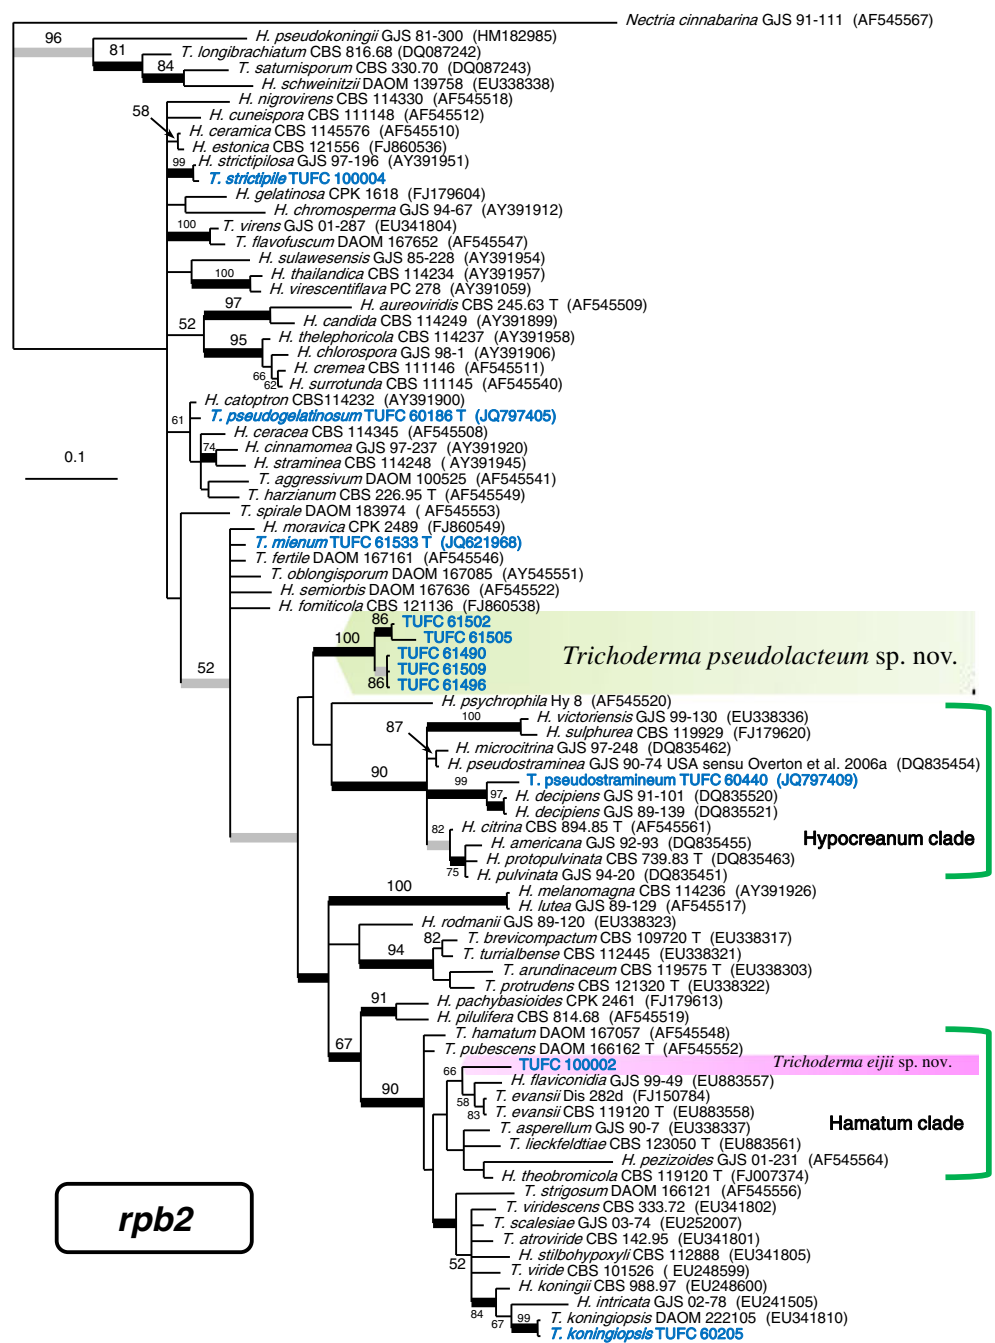 Nectria cinnabarina GJS 91-111 (AF545567)
96
H. pseudokoningii GJS 81-300 (HM182985)
81
T. longibrachiatum CBS 816.68 (DQ087242)
84
T. saturnisporum CBS 330.70 (DQ087243)
H. schweinitzii DAOM 139758 (EU338338)
H. nigrovirens CBS 114330 (AF545518)
58
H. cuneispora CBS 111148 (AF545512)
H. ceramica CBS 1145576 (AF545510)
H. estonica CBS 121556 (FJ860536)
99
H. strictipilosa GJS 97-196 (AY391951)
T. strictipile TUFC 100004
H. gelatinosa CPK 1618 (FJ179604)
H. chromosperma GJS 94-67 (AY391912)
100
T. virens GJS 01-287 (EU341804)
T. flavofuscum DAOM 167652 (AF545547)
H. sulawesensis GJS 85-228 (AY391954)
100
H. thailandica CBS 114234 (AY391957)
H. virescentiflava PC 278 (AY391059)
97
H. aureoviridis CBS 245.63 T (AF545509)
52
H. candida CBS 114249 (AY391899)
95
H. thelephoricola CBS 114237 (AY391958)
H. chlorospora GJS 98-1 (AY391906)
66
H. cremea CBS 111146 (AF545511)
62
H. surrotunda CBS 111145 (AF545540)
H. catoptron CBS114232 (AY391900)
61
T. pseudogelatinosum TUFC 60186 T (JQ797405)
H. ceracea CBS 114345 (AF545508)
74
H. cinnamomea GJS 97-237 (AY391920)
0.1
H. straminea CBS 114248 ( AY391945)
T. aggressivum DAOM 100525 (AF545541)
T. harzianum CBS 226.95 T (AF545549)
T. spirale DAOM 183974 ( AF545553)
H. moravica CPK 2489 (FJ860549)
T. mienum TUFC 61533 T (JQ621968)
T. fertile DAOM 167161 (AF545546)
T. oblongisporum DAOM 167085 (AY545551)
H. semiorbis DAOM 167636 (AF545522)
H. fomiticola CBS 121136 (FJ860538)
86
TUFC 61502
100
TUFC 61505
TUFC 61490
Trichoderma pseudolacteum sp. nov.
52
TUFC 61509
86
TUFC 61496
H. psychrophila Hy 8 (AF545520)
100
H. victoriensis GJS 99-130 (EU338336)
87
H. sulphurea CBS 119929 (FJ179620)
H. microcitrina GJS 97-248 (DQ835462)
H. pseudostraminea GJS 90-74 USA sensu Overton et al. 2006a (DQ835454)
90
99
T. pseudostramineum TUFC 60440 (JQ797409)
97
H. decipiens GJS 91-101 (DQ835520)
H. decipiens GJS 89-139 (DQ835521)
82
H. citrina CBS 894.85 T (AF545561)
Hypocreanum clade
H. americana GJS 92-93 (DQ835455)
H. protopulvinata CBS 739.83 T (DQ835463)
75
H. pulvinata GJS 94-20 (DQ835451)
100
H. melanomagna CBS 114236 (AY391926)
H. lutea GJS 89-129 (AF545517)
H. rodmanii GJS 89-120 (EU338323)
82
T. brevicompactum CBS 109720 T (EU338317)
94
T. turrialbense CBS 112445 (EU338321)
T. arundinaceum CBS 119575 T (EU338303)
T. protrudens CBS 121320 T (EU338322)
91
H. pachybasioides CPK 2461 (FJ179613)
H. pilulifera CBS 814.68 (AF545519)
67
T. hamatum DAOM 167057 (AF545548)
T. pubescens DAOM 166162 T (AF545552)
66
TUFC 100002
Trichoderma eijii sp. nov.
90
H. flaviconidia GJS 99-49 (EU883557)
58
T. evansii Dis 282d (FJ150784)
83
T. evansii CBS 119120 T (EU883558)
Hamatum clade
T. asperellum GJS 90-7 (EU338337)
T. lieckfeldtiae CBS 123050 T (EU883561)
H. pezizoides GJS 01-231 (AF545564)
H. theobromicola CBS 119120 T (FJ007374)
T. strigosum DAOM 166121 (AF545556)
rpb2
T. viridescens CBS 333.72 (EU341802)
T. scalesiae GJS 03-74 (EU252007)
T. atroviride CBS 142.95 (EU341801)
H. stilbohypoxyli CBS 112888 (EU341805)
52
T. viride CBS 101526 ( EU248599)
H. koningii CBS 988.97 (EU248600)
84
H. intricata GJS 02-78 (EU241505)
67
99
T. koningiopsis DAOM 222105 (EU341810)
T. koningiopsis TUFC 60205